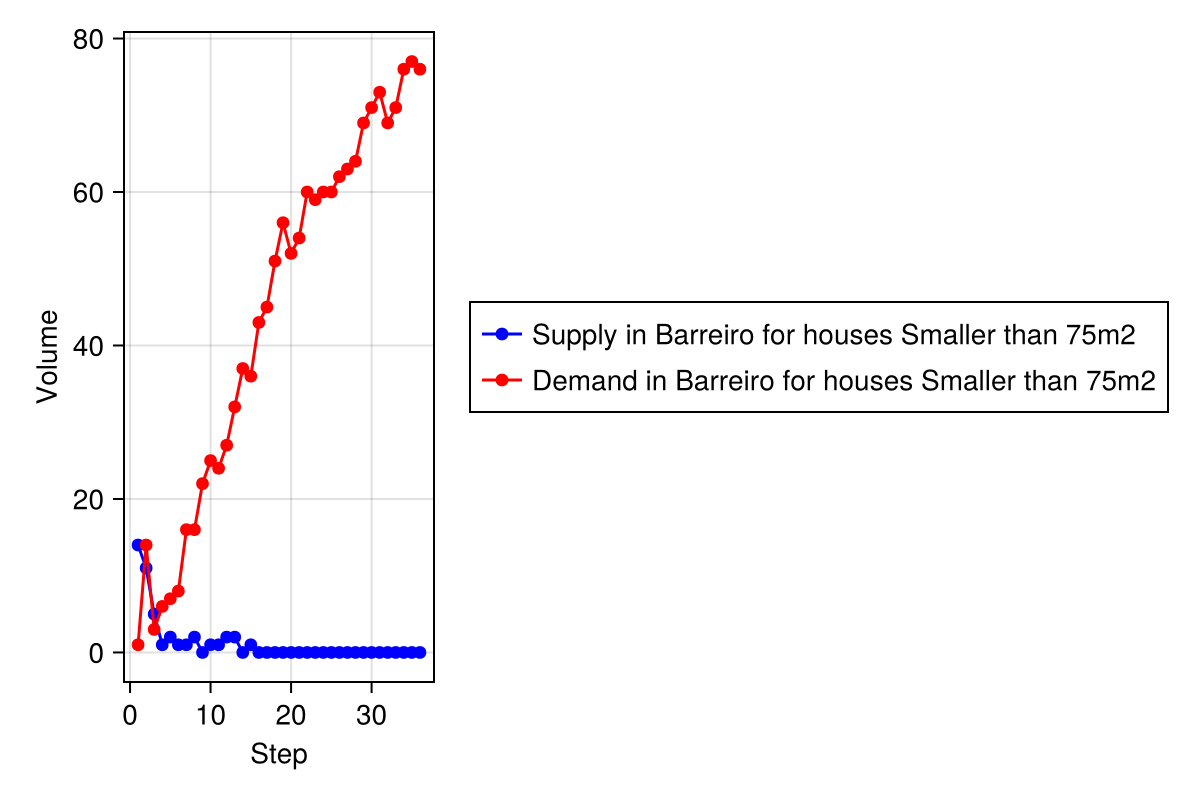 80
60
40
20
0
Volume
0 10 20 30
Step
Supply in Barreiro for houses Smaller than 75m2
Demand in Barreiro for houses Smaller than 75m2